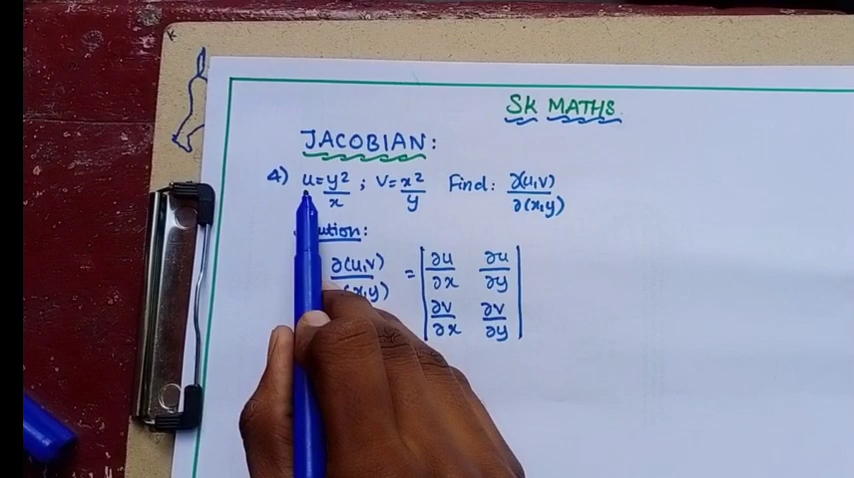 SK MATHS
JACOBIAN:
4) u = y²/x ; v = x²/y Find: ∂(u,v)/∂(x,y)
∂(u,v)/∂(x,y) = | ∂u/∂x ∂u/∂y |
| ∂v/∂x ∂v/∂y |